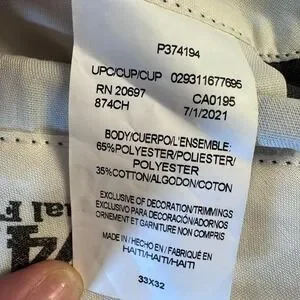 P374194
UPC/CUP/CUP 029311677695
RN 20697 CA0195
874CH 7/1/2021
BODY/CUERPO/L'ENSEMBLE:
65%POLYESTER/POLIESTER/
POLYESTER
35%COTTON/ALGODON/COTON
EXCLUSIVE OF DECORATION/TRIMMINGS
EXCLUSIVO PARA DECORACIÓN/ADORNOS
ORNEMENT ET GARNITURE NON COMPRIS
MADE IN / HECHO EN / FABRIQUÉ EN
HAITI/HAITI/HAITI
33X32